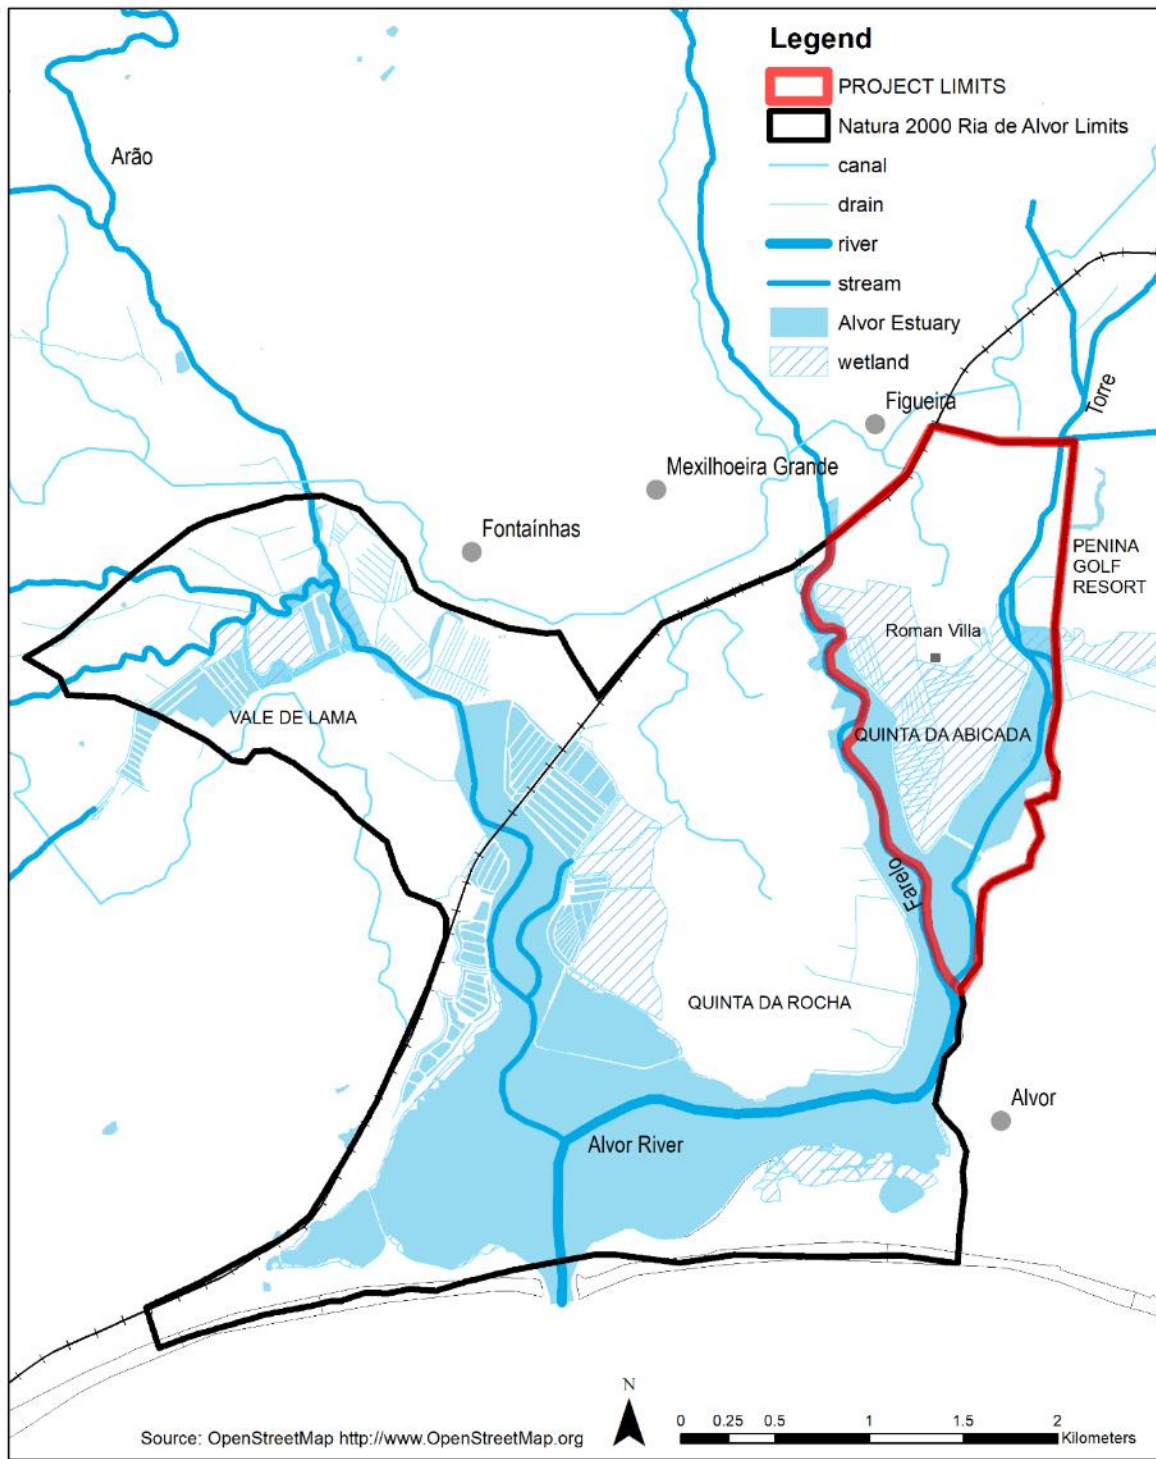 Legend
PROJECT LIMITS
Natura 2000 Ria de Alvor Limits
canal
drain
river
stream
Alvor Estuary
wetland
Arão
Torre
Figueira
Mexilhoeira Grande
Fontaínhas
PENINA
GOLF
RESORT
Roman Villa
VALE DE LAMA
QUINTA DA ABICADA
Farelo
QUINTA DA ROCHA
Alvor
Alvor River
N
0 0.25 0.5 1 1.5 2
Kilometers
Source: OpenStreetMap http://www.OpenStreetMap.org